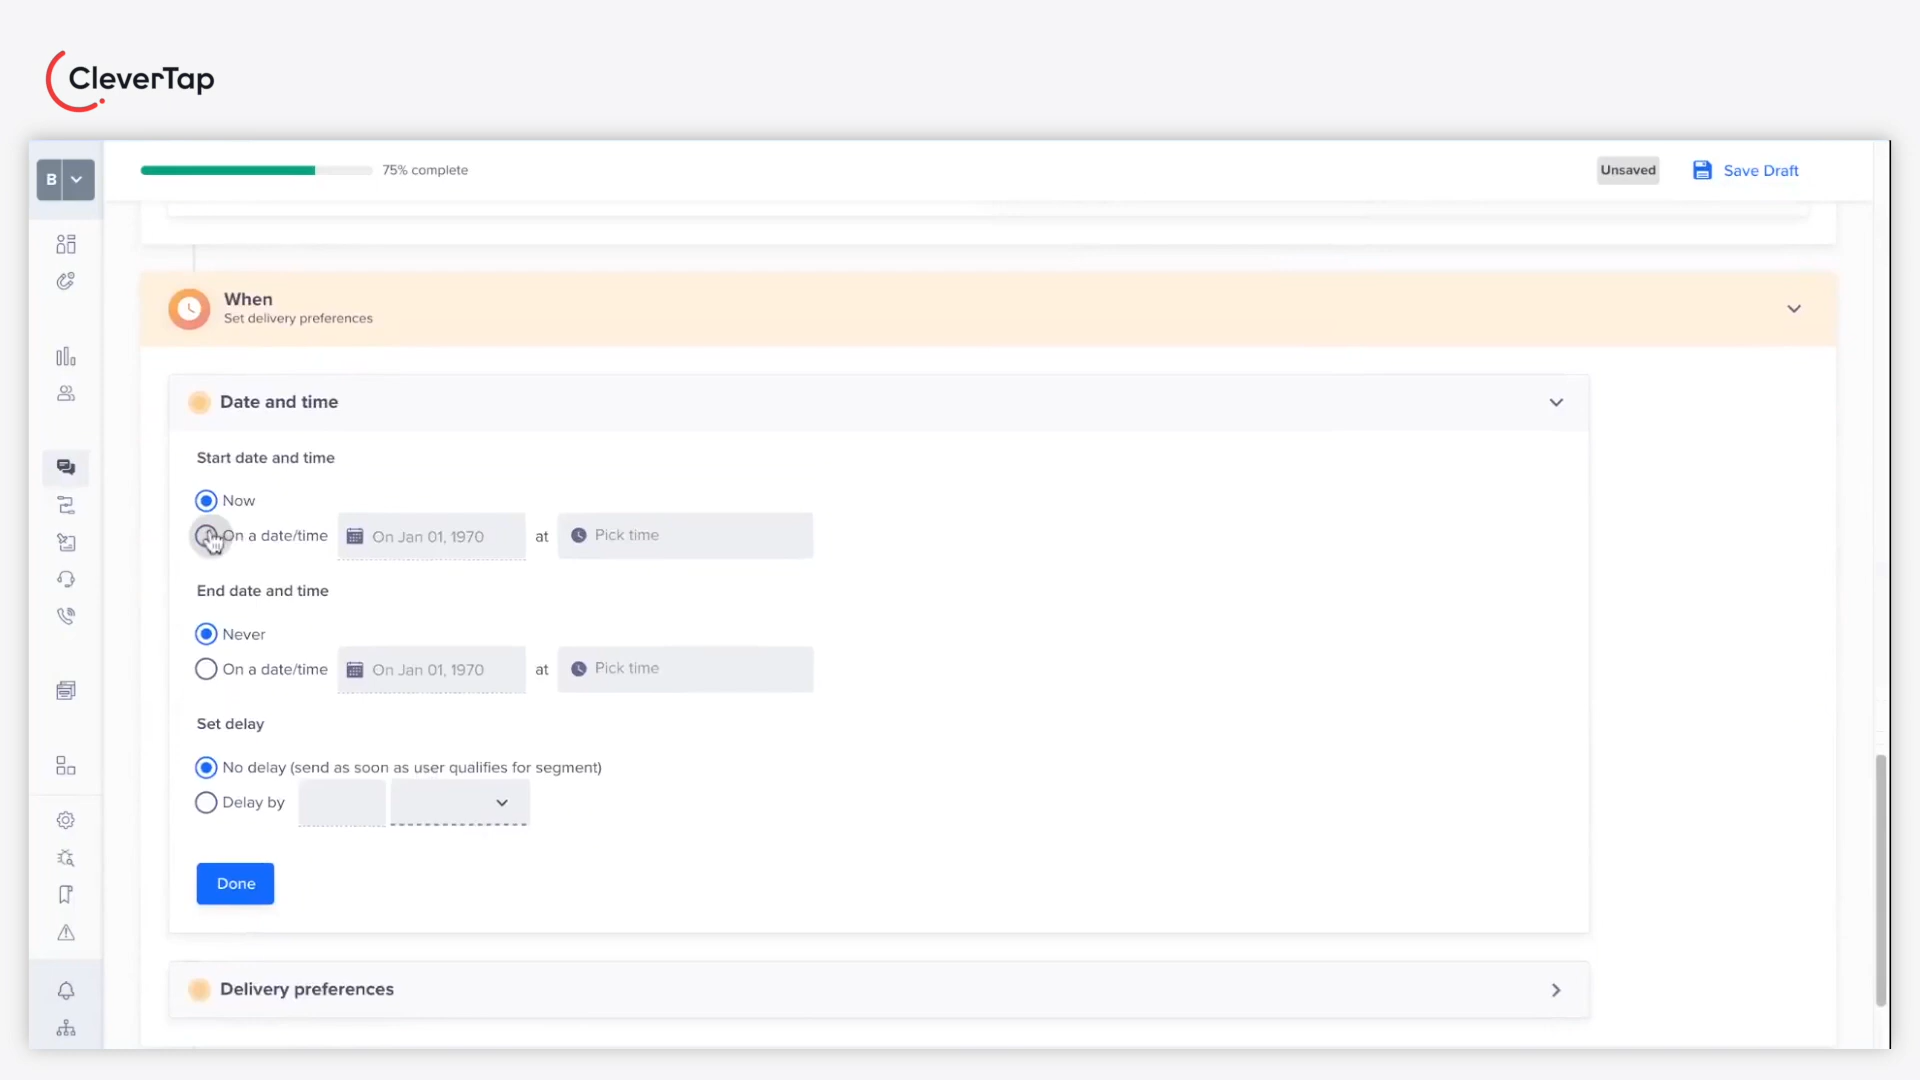 CleverTap
B
75% complete
Unsaved
Save Draft
When
Set delivery preferences
Date and time
Start date and time
Now
On a date/time
On Jan 01, 1970
at
Pick time
End date and time
Never
On a date/time
On Jan 01, 1970
at
Pick time
Set delay
No delay (send as soon as user qualifies for segment)
Delay by
Done
Delivery preferences